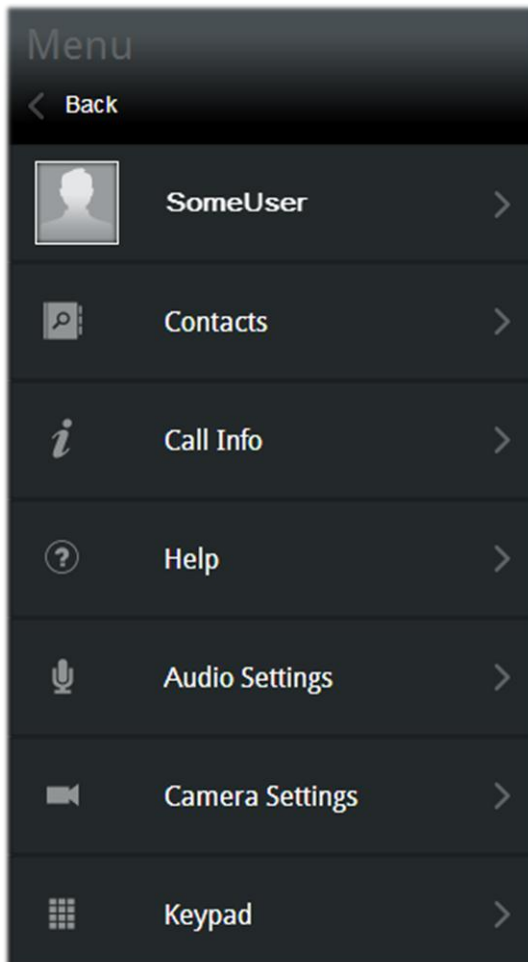 Menu
Back
SomeUser
Contacts
Call Info
Help
Audio Settings
Camera Settings
Keypad